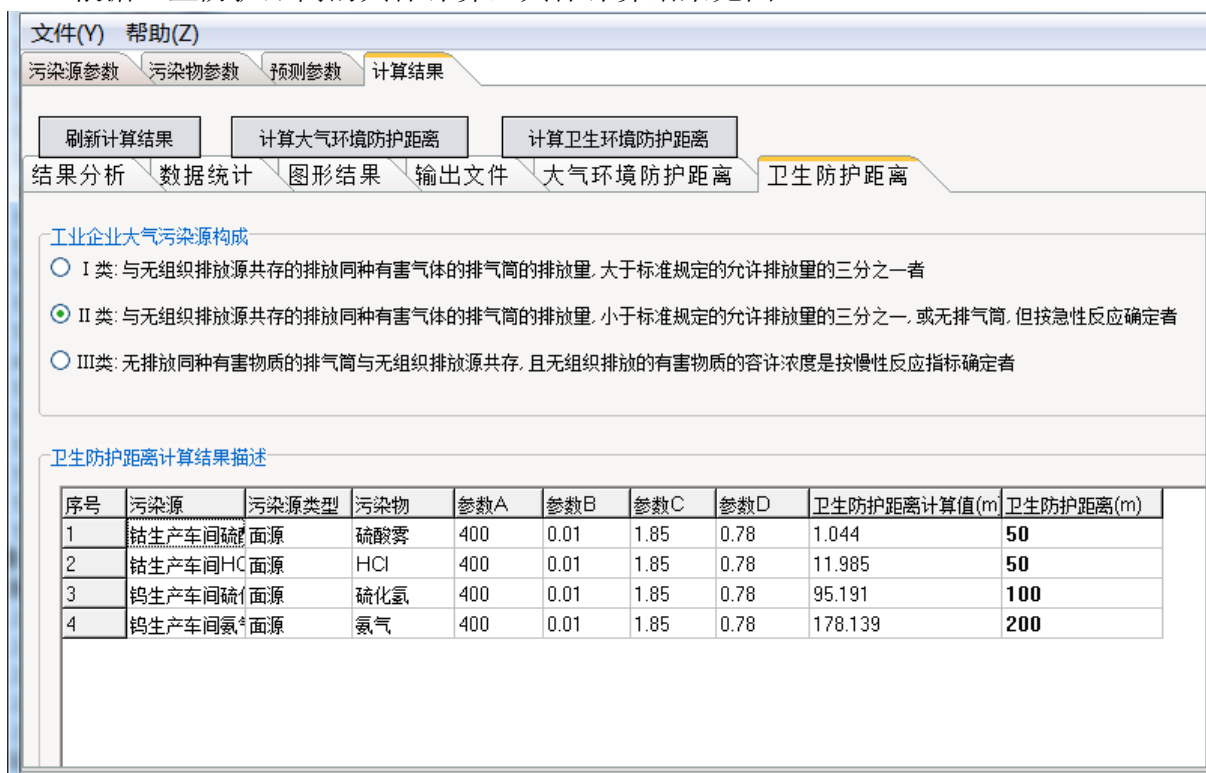 文件(Y) 帮助(Z)
污染源参数 污染物参数 预测参数 计算结果
刷新计算结果 计算大气环境防护距离 计算卫生环境防护距离
结果分析 数据统计 图形结果 输出文件 大气环境防护距离 卫生防护距离
工业企业大气污染源构成
I 类: 与无组织排放源共存的排放同种有害气体的排气筒的排放量, 大于标准规定的允许排放量的三分之一者
II 类: 与无组织排放源共存的排放同种有害气体的排气筒的排放量, 小于标准规定的允许排放量的三分之一, 或无排气筒, 但按急性反应确定者
III类: 无排放同种有害物质的排气筒与无组织排放源共存, 且无组织排放的有害物质的容许浓度是按慢性反应指标确定者
卫生防护距离计算结果描述
序号 污染源 污染源类型 污染物 参数A 参数B 参数C 参数D 卫生防护距离计算值(m) 卫生防护距离(m)
1 钴生产车间硫 面源 硫酸雾 400 0.01 1.85 0.78 1.044 50
2 钴生产车间HC 面源 HCl 400 0.01 1.85 0.78 11.985 50
3 钨生产车间硫 面源 硫化氢 400 0.01 1.85 0.78 95.191 100
4 钨生产车间氨 面源 氨气 400 0.01 1.85 0.78 178.139 200